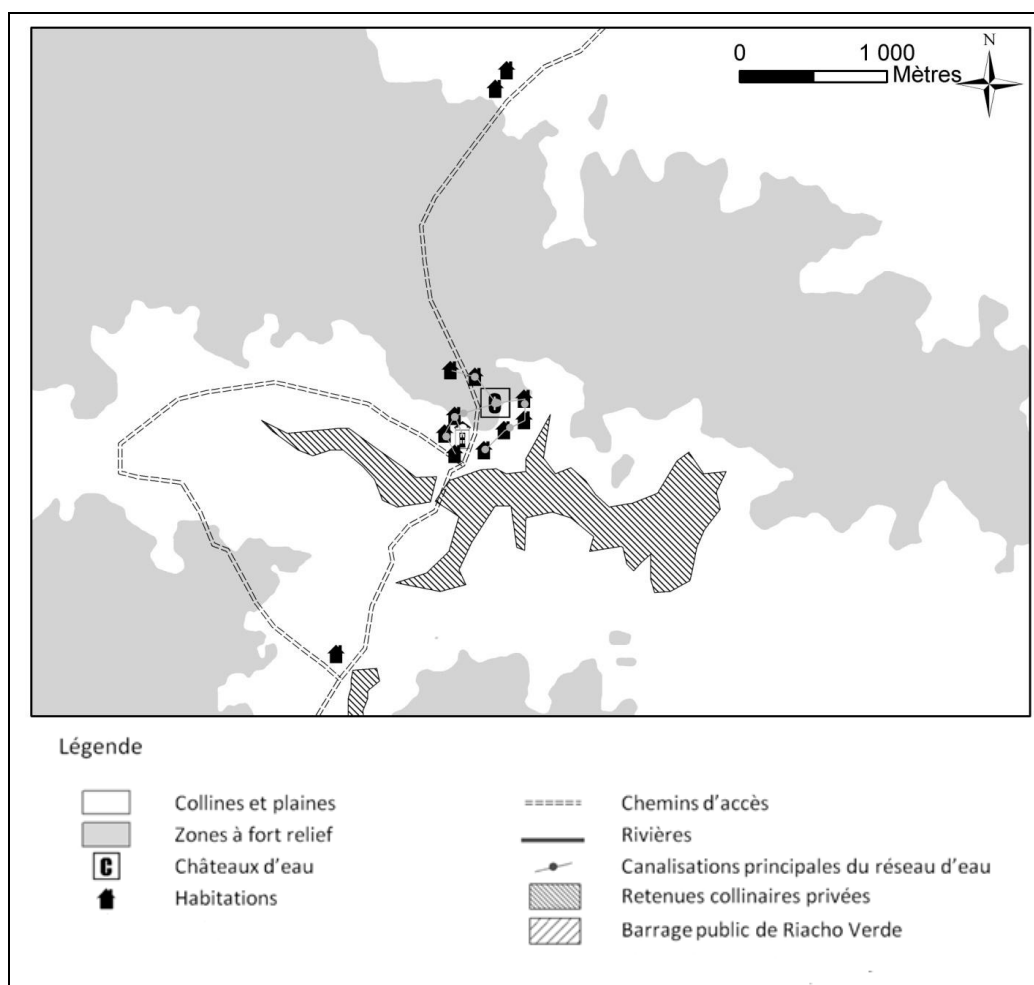 0 1 000
Mètres
N
C
Légende
Collines et plaines
Zones à fort relief
C Châteaux d'eau
Habitations
Chemins d'accès
Rivières
Canalisations principales du réseau d'eau
Retenues collinaires privées
Barrage public de Riacho Verde